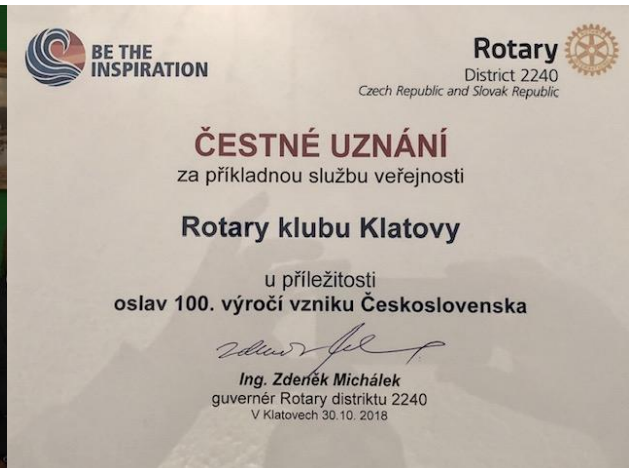 BE THE
INSPIRATION
Rotary
District 2240
Czech Republic and Slovak Republic
ČESTNÉ UZNÁNÍ
za příkladnou službu veřejnosti
Rotary klubu Klatovy
u příležitosti
oslav 100. výročí vzniku Československa
Ing. Zdeněk Michálek
guvernér Rotary distriktu 2240
V Klatovech 30.10. 2018